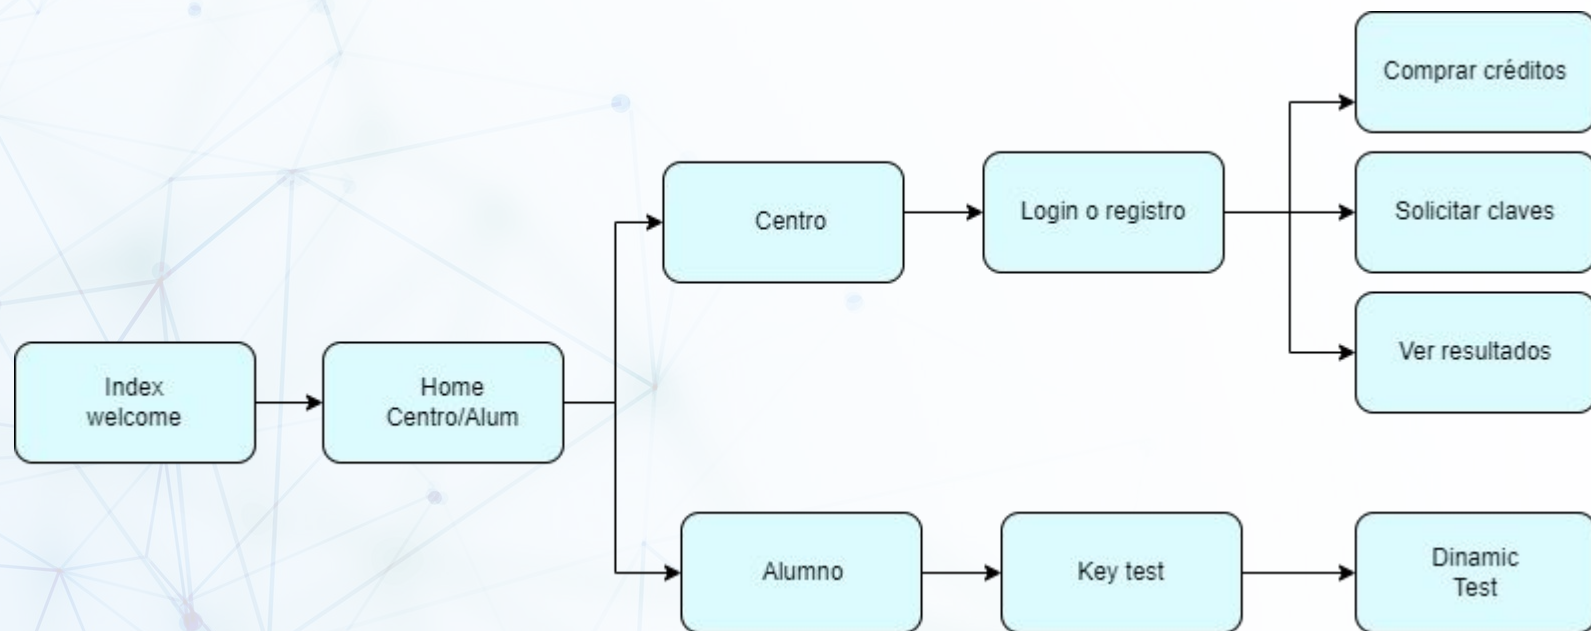 Index
welcome
Home
Centro/Alum
Centro
Login o registro
Comprar créditos
Solicitar claves
Ver resultados
Alumno
Key test
Dinamic
Test